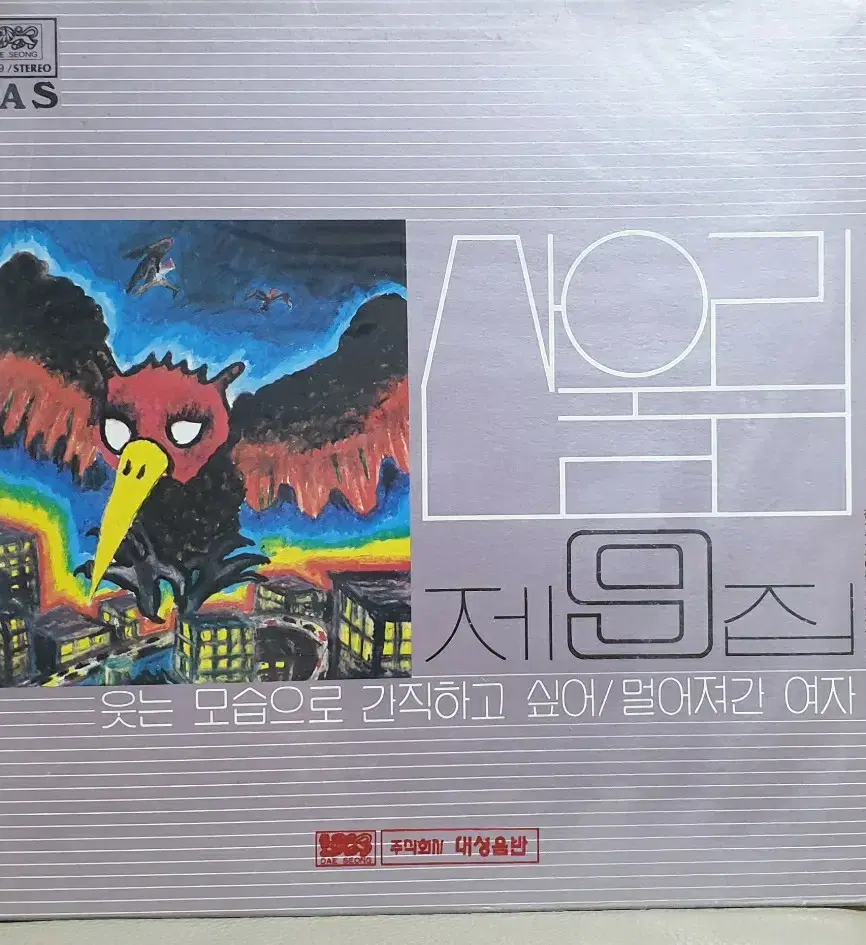 DAE SEONG
/STEREO
AS
산울림
제9집
웃는 모습으로 간직하고 싶어/멀어져간 여자
DAE SEONG 주식회사 대성음반